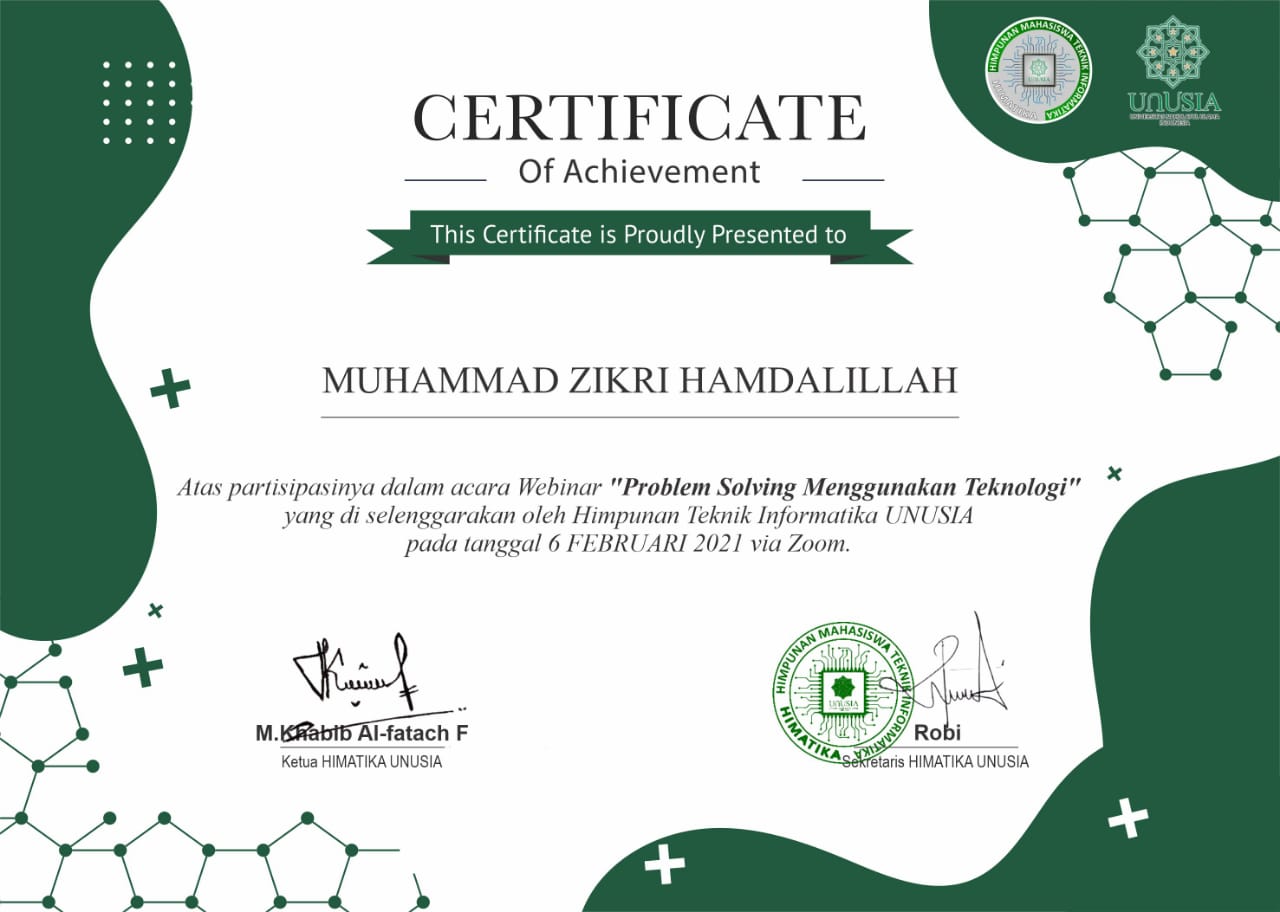 HIMPUNAN MAHASISWA TEKNIK INFORMATIKA
HIMATIKA
UNUSIA
UNUSIA
UNIVERSITAS NAHDLATUL ULAMA
INDONESIA
CERTIFICATE
Of Achievement
This Certificate is Proudly Presented to
MUHAMMAD ZIKRI HAMDALILLAH
Atas partisipasinya dalam acara Webinar "Problem Solving Menggunakan Teknologi"
yang di selenggarakan oleh Himpunan Teknik Informatika UNUSIA
pada tanggal 6 FEBRUARI 2021 via Zoom.
M.Khabib Al-fatach F
Ketua HIMATIKA UNUSIA
HIMPUNAN MAHASISWA TEKNIK INFORMATIKA
HIMATIKA
UNUSIA
Robi
Sekretaris HIMATIKA UNUSIA